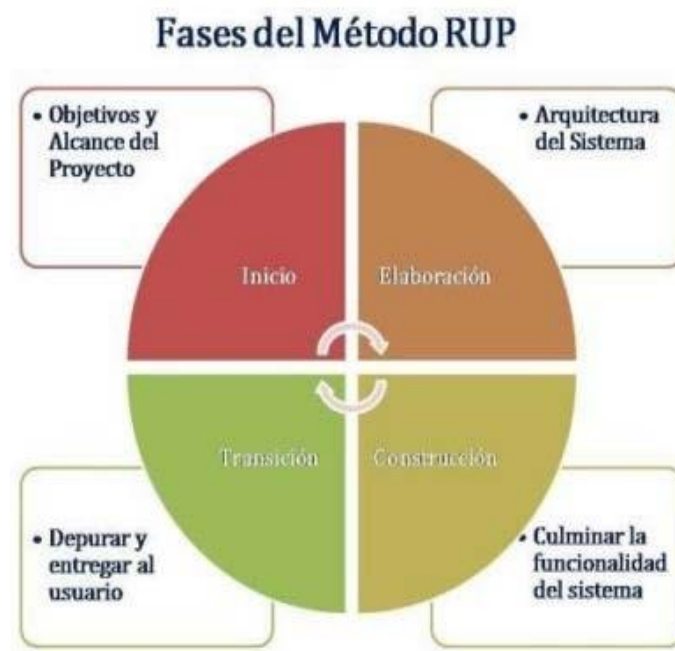 Fases del Método RUP
• Objetivos y
Alcance del
Proyecto
• Arquitectura
del Sistema
Inicio
Elaboración
Transición
Construcción
• Depurar y
entregar al
usuario
• Culminar la
funcionalidad
del sistema